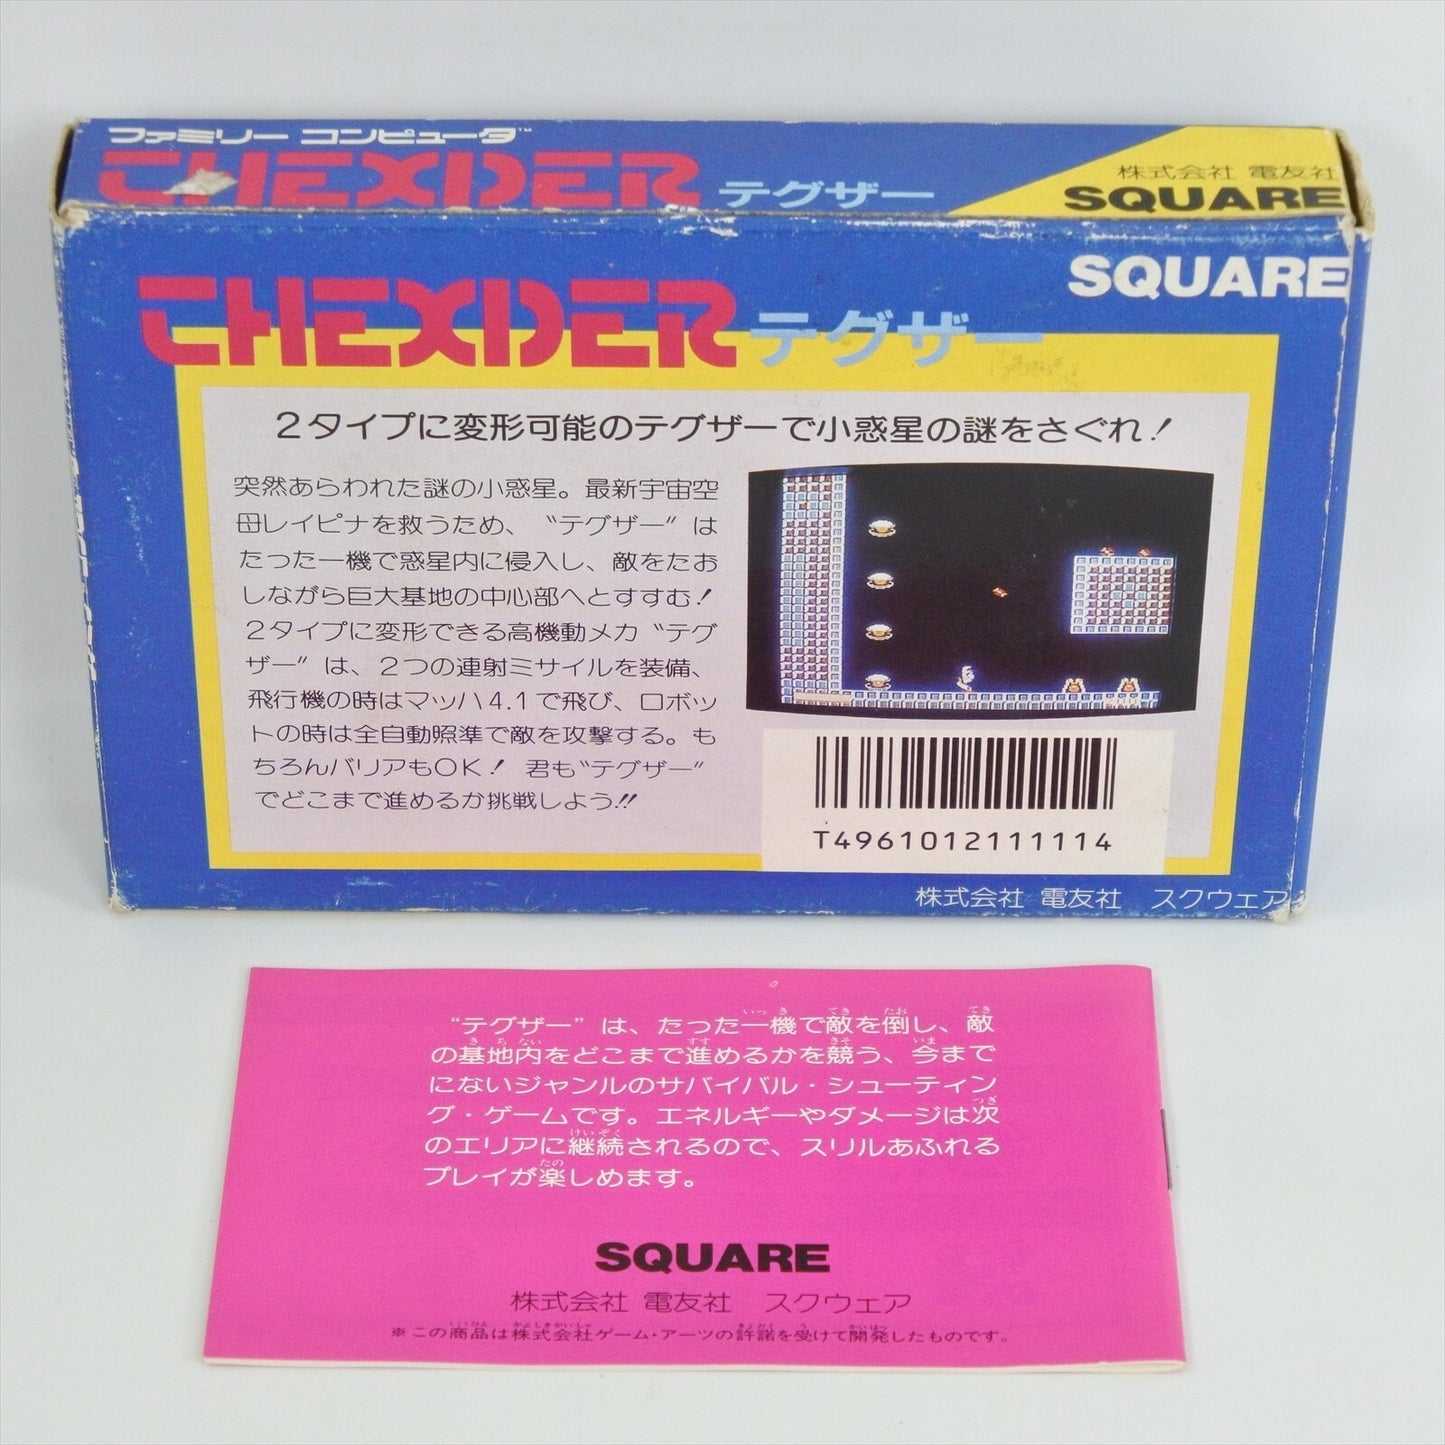 ファミリー コンピュータ™
THEXDER テグザー
株式会社 電友社
SQUARE
SQUARE
THEXDER テグザー
2タイプに変形可能のテグザーで小惑星の謎をさぐれ!
突然あらわれた謎の小惑星。最新宇宙空
母レイピナを救うため、〝テグザー〟は
たった一機で惑星内に侵入し、敵をたお
しながら巨大基地の中心部へとすすむ!
2タイプに変形できる高機動メカ〝テグ
ザー〟は、2つの連射ミサイルを装備、
飛行機の時はマッハ4.1で飛び、ロボッ
トの時は全自動照準で敵を攻撃する。も
ちろんバリアもOK! 君も〝テグザー〟
でどこまで進めるか挑戦しよう!!
T4961012111114
株式会社 電友社 スクウェア
“テグザー”は、たった一機で敵を倒し、敵
の基地内をどこまで進めるかを競う、今まで
にないジャンルのサバイバル・シューティン
グ・ゲームです。エネルギーやダメージは次
のエリアに継続されるので、スリルあふれる
プレイが楽しめます。
SQUARE
株式会社 電友社 スクウェア
※この商品は株式会社ゲーム・アーツの許諾を受けて開発したものです。